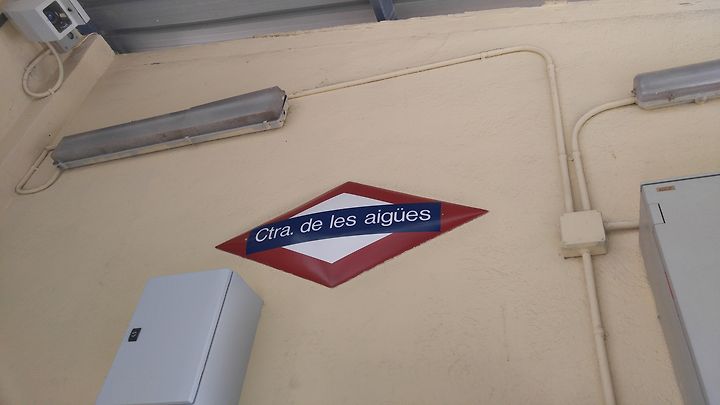 Ctra. de les aigües